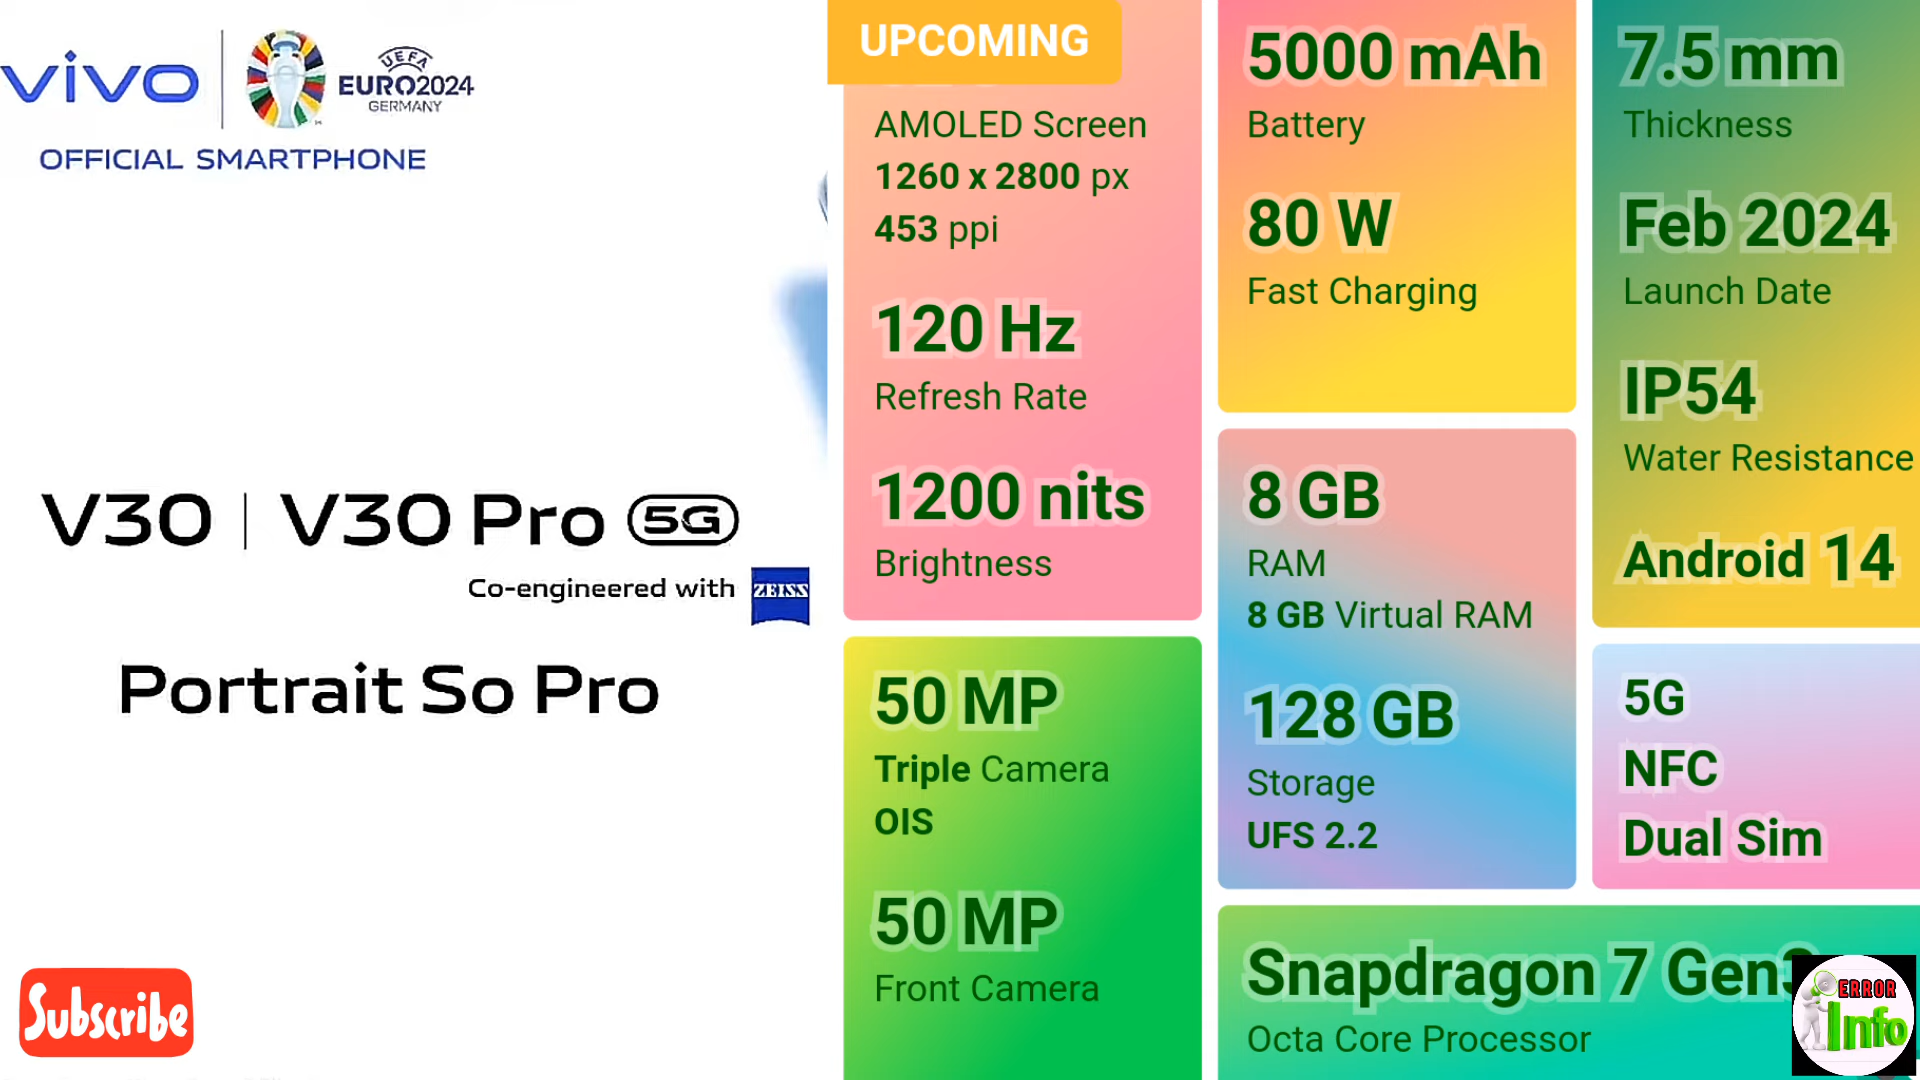 vivo
UEFA
EURO2024
GERMANY
OFFICIAL SMARTPHONE
V30 | V30 Pro 5G
Co-engineered with ZEISS
Portrait So Pro
Subscribe
UPCOMING
AMOLED Screen
1260 x 2800 px
453 ppi
120 Hz
Refresh Rate
1200 nits
Brightness
50 MP
Triple Camera
OIS
50 MP
Front Camera
5000 mAh
Battery
80 W
Fast Charging
8 GB
RAM
8 GB Virtual RAM
128 GB
Storage
UFS 2.2
7.5 mm
Thickness
Feb 2024
Launch Date
IP54
Water Resistance
Android 14
5G
NFC
Dual Sim
Snapdragon 7 Gen3
Octa Core Processor
ERROR
Info